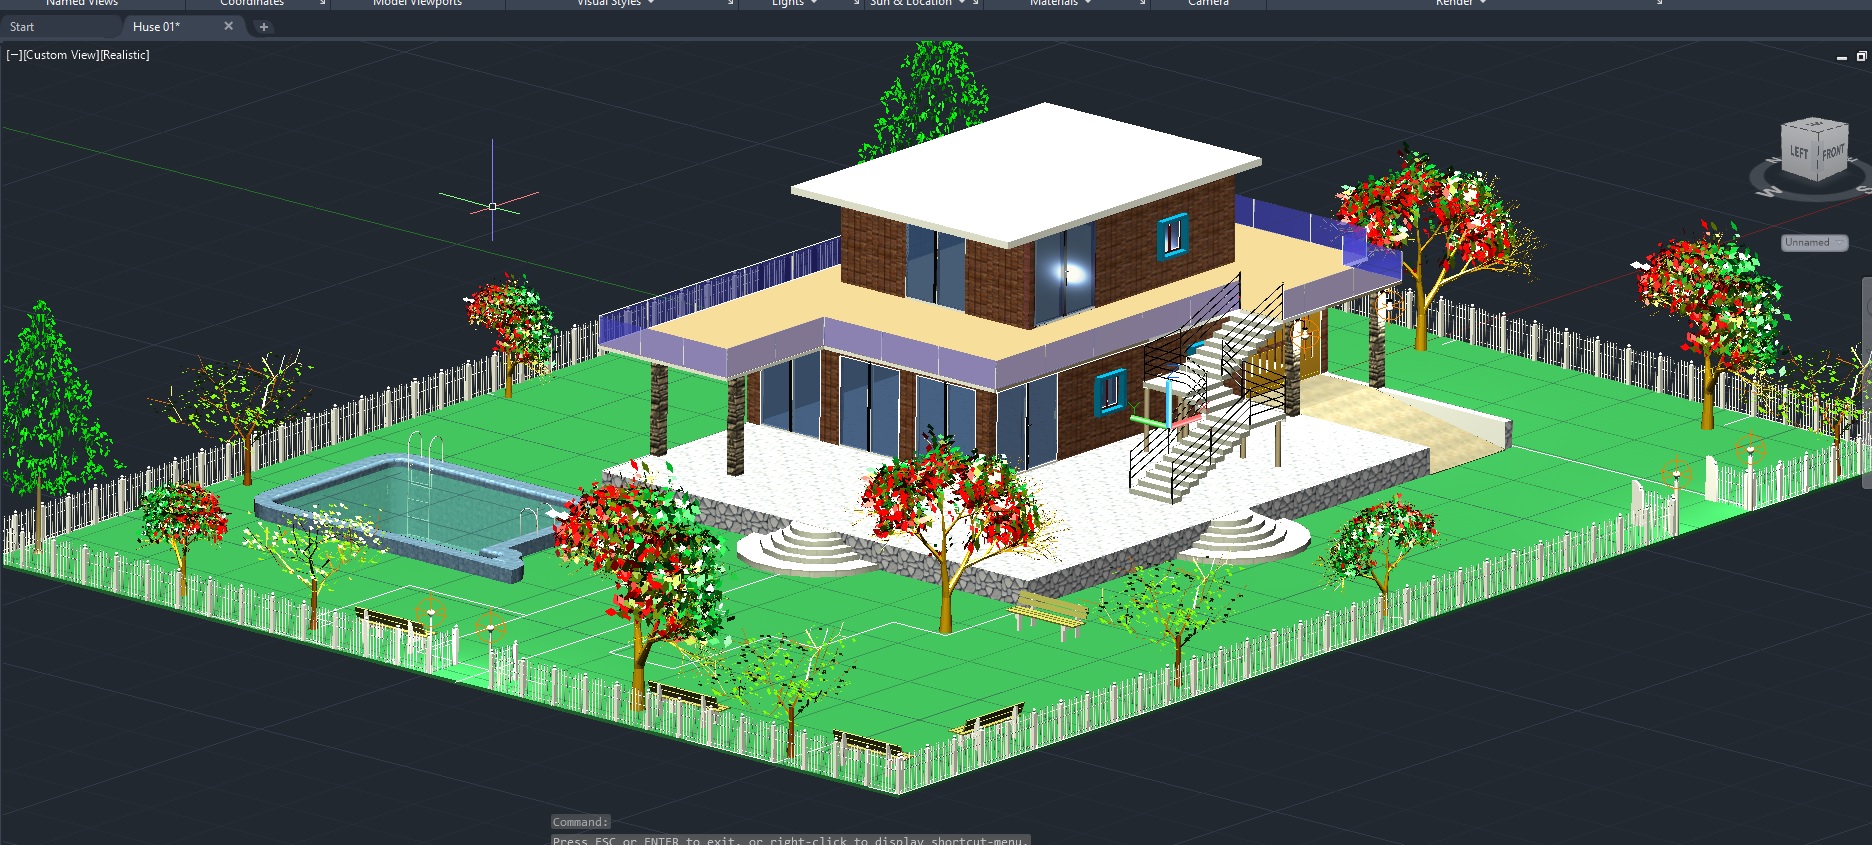 Named Views
Coordinates
Model Viewports
Visual Styles
Lights
Sun & Location
Materials
Camera
Render
Start
Huse 01*
[−][Custom View][Realistic]
LEFT
FRONT
W
S
Unnamed
Command:
Press ESC or ENTER to exit, or right-click to display shortcut-menu.